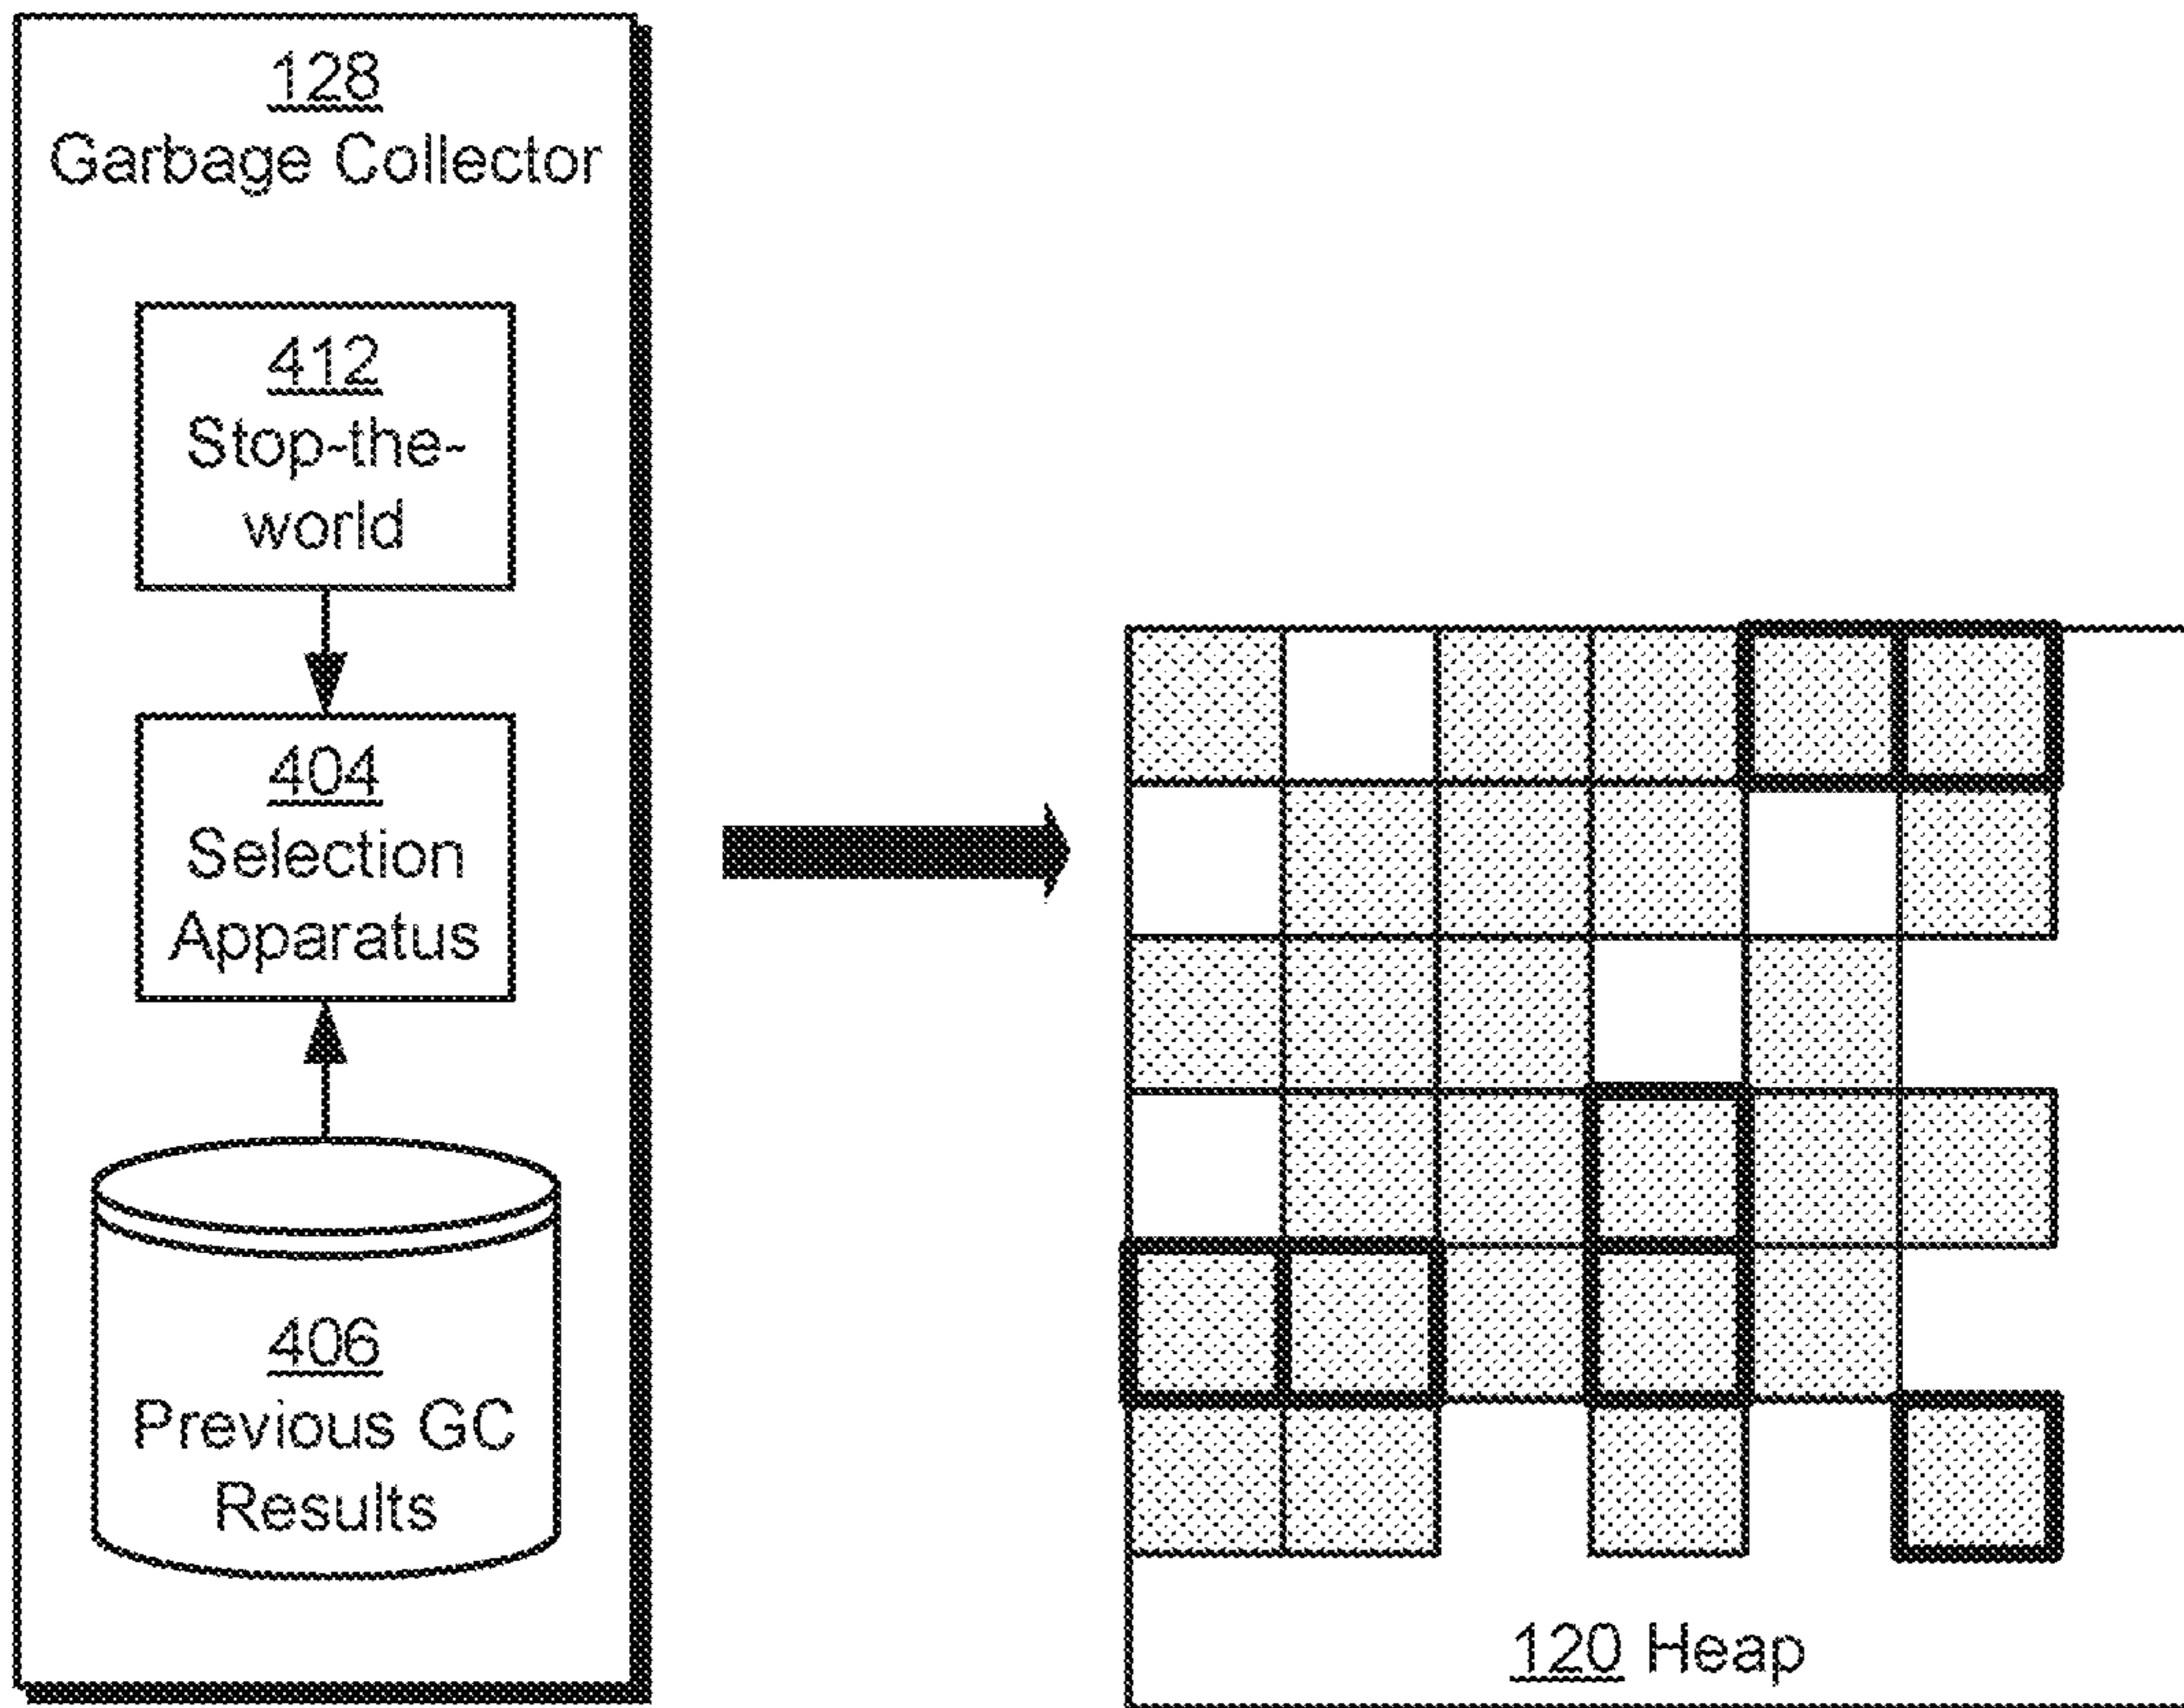 128
Garbage Collector
412
Stop-the-
world
404
Selection
Apparatus
406
Previous GC
Results
120 Heap